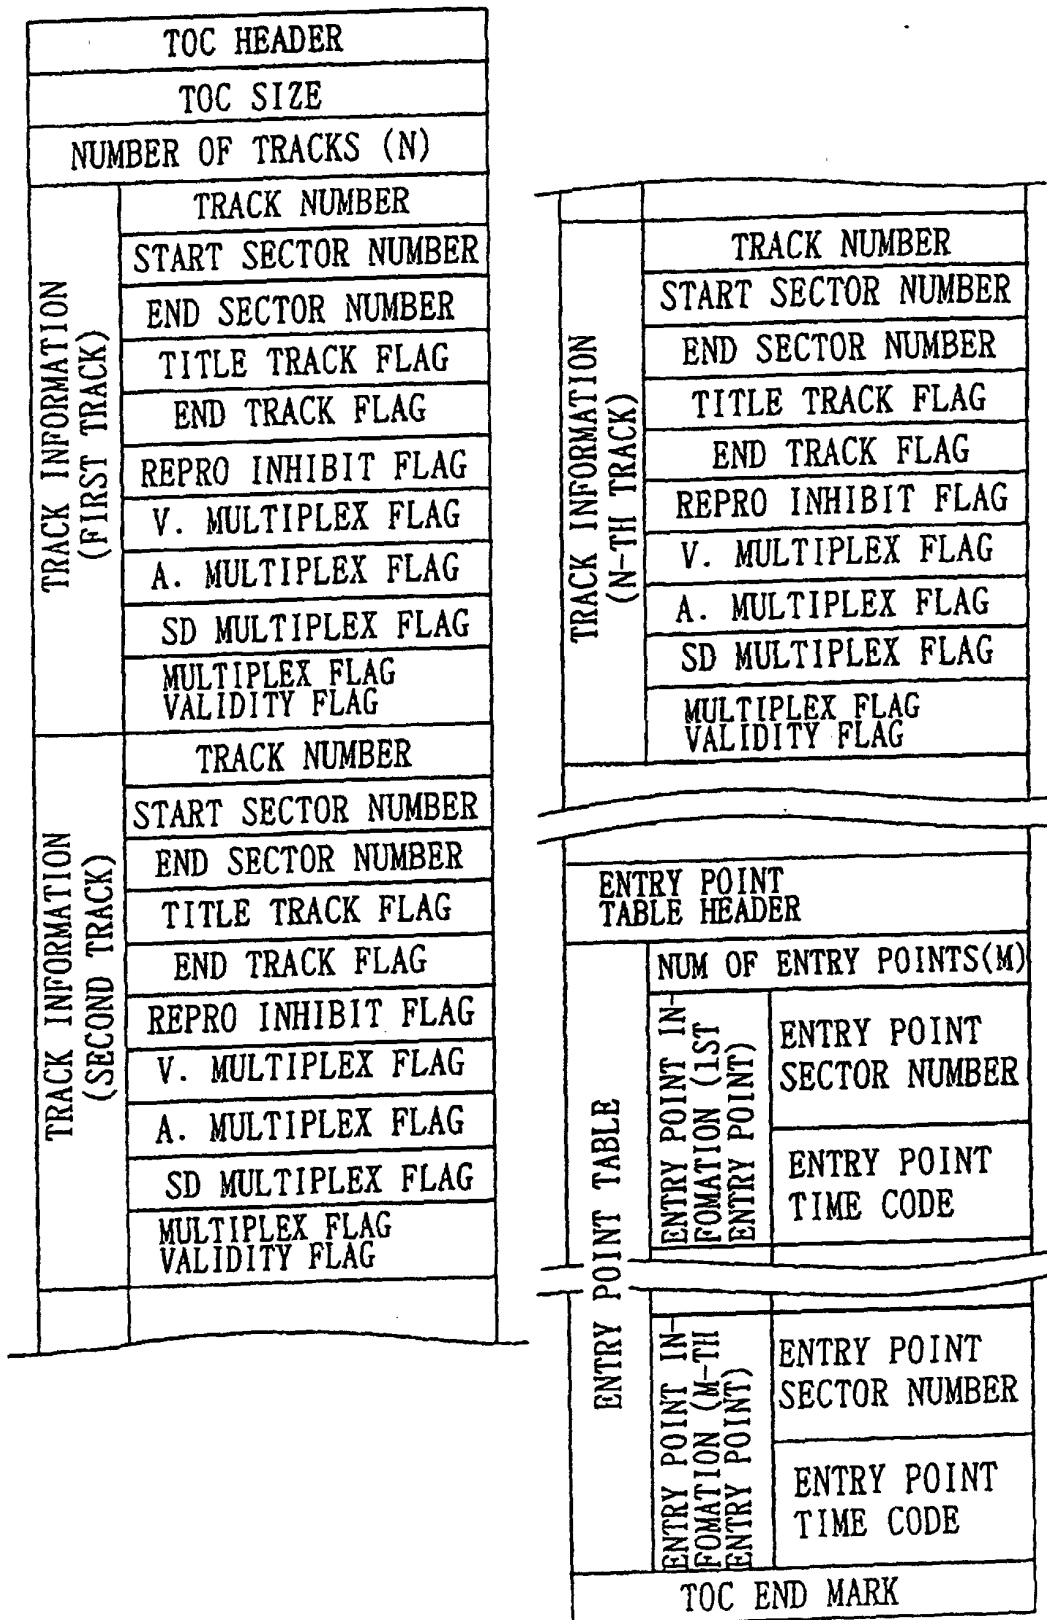 TOC HEADER
TOC SIZE
NUMBER OF TRACKS (N)
TRACK INFORMATION
(FIRST TRACK)
TRACK NUMBER
START SECTOR NUMBER
END SECTOR NUMBER
TITLE TRACK FLAG
END TRACK FLAG
REPRO INHIBIT FLAG
V. MULTIPLEX FLAG
A. MULTIPLEX FLAG
SD MULTIPLEX FLAG
MULTIPLEX FLAG
VALIDITY FLAG
TRACK INFORMATION
(SECOND TRACK)
TRACK NUMBER
START SECTOR NUMBER
END SECTOR NUMBER
TITLE TRACK FLAG
END TRACK FLAG
REPRO INHIBIT FLAG
V. MULTIPLEX FLAG
A. MULTIPLEX FLAG
SD MULTIPLEX FLAG
MULTIPLEX FLAG
VALIDITY FLAG
TRACK INFORMATION
(N-TH TRACK)
TRACK NUMBER
START SECTOR NUMBER
END SECTOR NUMBER
TITLE TRACK FLAG
END TRACK FLAG
REPRO INHIBIT FLAG
V. MULTIPLEX FLAG
A. MULTIPLEX FLAG
SD MULTIPLEX FLAG
MULTIPLEX FLAG
VALIDITY FLAG
ENTRY POINT
TABLE HEADER
ENTRY POINT TABLE
NUM OF ENTRY POINTS(M)
ENTRY POINT IN-
FOMATION (1ST
ENTRY POINT)
ENTRY POINT
SECTOR NUMBER
ENTRY POINT
TIME CODE
ENTRY POINT IN-
FOMATION (M-TH
ENTRY POINT)
ENTRY POINT
SECTOR NUMBER
ENTRY POINT
TIME CODE
TOC END MARK